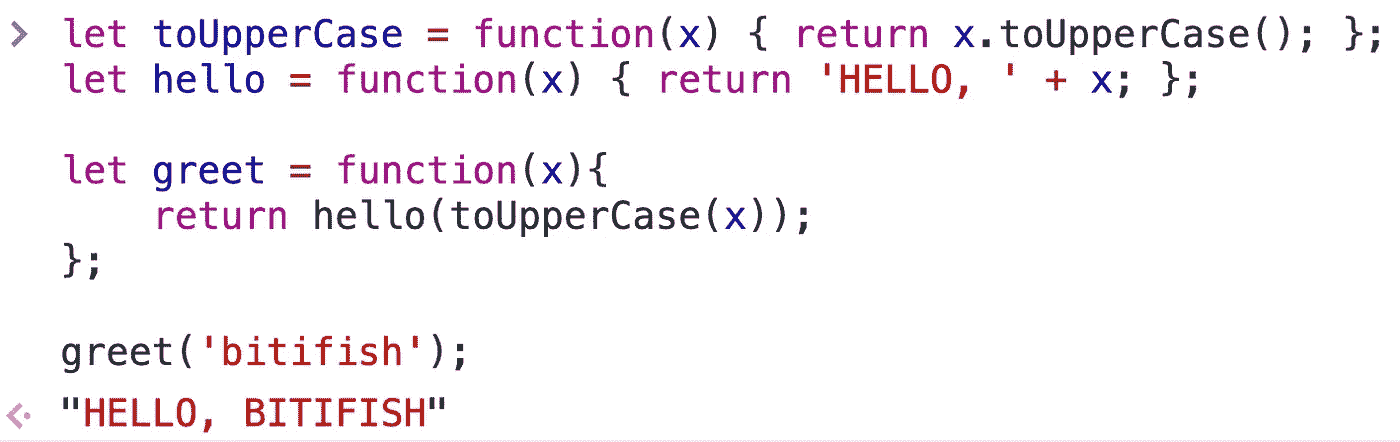 let toUpperCase = function(x) { return x.toUpperCase(); };
let hello = function(x) { return 'HELLO, ' + x; };
let greet = function(x){
    return hello(toUpperCase(x));
};
greet('bitifish');
"HELLO, BITIFISH"